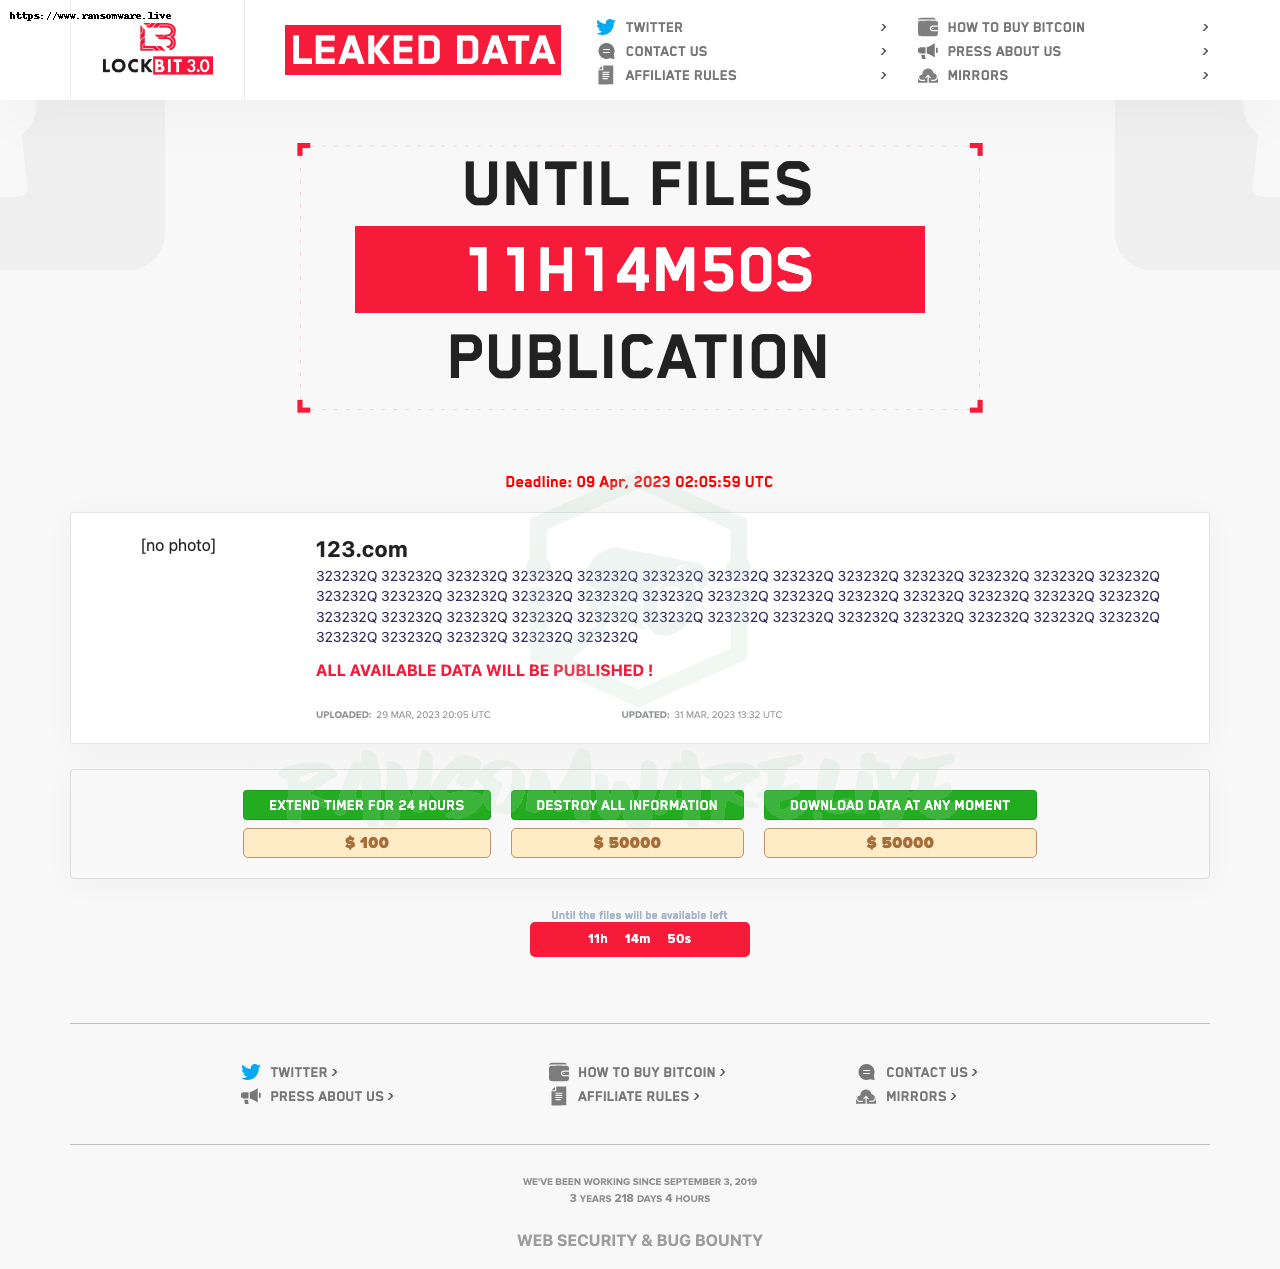 https://www.ransomware.live
LOCKBIT 3.0
LEAKED DATA
TWITTER >
CONTACT US >
AFFILIATE RULES >
HOW TO BUY BITCOIN >
PRESS ABOUT US >
MIRRORS >
UNTIL FILES
11H14M50S
PUBLICATION
Deadline: 09 Apr, 2023 02:05:59 UTC
[no photo]
123.com
323232Q 323232Q 323232Q 323232Q 323232Q 323232Q 323232Q 323232Q 323232Q 323232Q 323232Q 323232Q 323232Q
323232Q 323232Q 323232Q 323232Q 323232Q 323232Q 323232Q 323232Q 323232Q 323232Q 323232Q 323232Q 323232Q
323232Q 323232Q 323232Q 323232Q 323232Q 323232Q 323232Q 323232Q 323232Q 323232Q 323232Q 323232Q 323232Q
323232Q 323232Q 323232Q 323232Q 323232Q
ALL AVAILABLE DATA WILL BE PUBLISHED !
UPLOADED: 29 MAR, 2023 20:05 UTC UPDATED: 31 MAR, 2023 13:32 UTC
RANSOMWARE.LIVE
EXTEND TIMER FOR 24 HOURS DESTROY ALL INFORMATION DOWNLOAD DATA AT ANY MOMENT
$ 100 $ 50000 $ 50000
Until the files will be available left
11h 14m 50s
TWITTER > HOW TO BUY BITCOIN > CONTACT US >
PRESS ABOUT US > AFFILIATE RULES > MIRRORS >
WE'VE BEEN WORKING SINCE SEPTEMBER 3, 2019
3 YEARS 218 DAYS 4 HOURS
WEB SECURITY & BUG BOUNTY